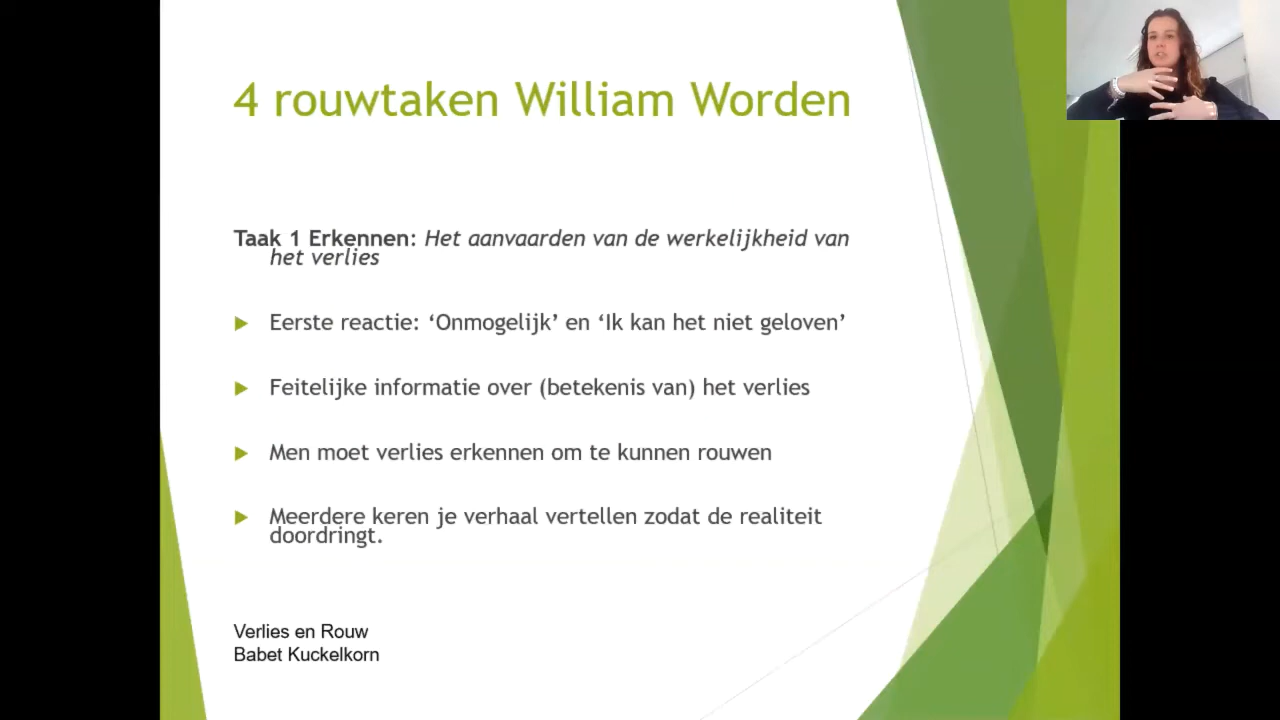 4 rouwtaken William Worden
Taak 1 Erkennen: Het aanvaarden van de werkelijkheid van
het verlies
Eerste reactie: ‘Onmogelijk’ en ‘Ik kan het niet geloven’
Feitelijke informatie over (betekenis van) het verlies
Men moet verlies erkennen om te kunnen rouwen
Meerdere keren je verhaal vertellen zodat de realiteit
doordringt.
Verlies en Rouw
Babet Kuckelkorn